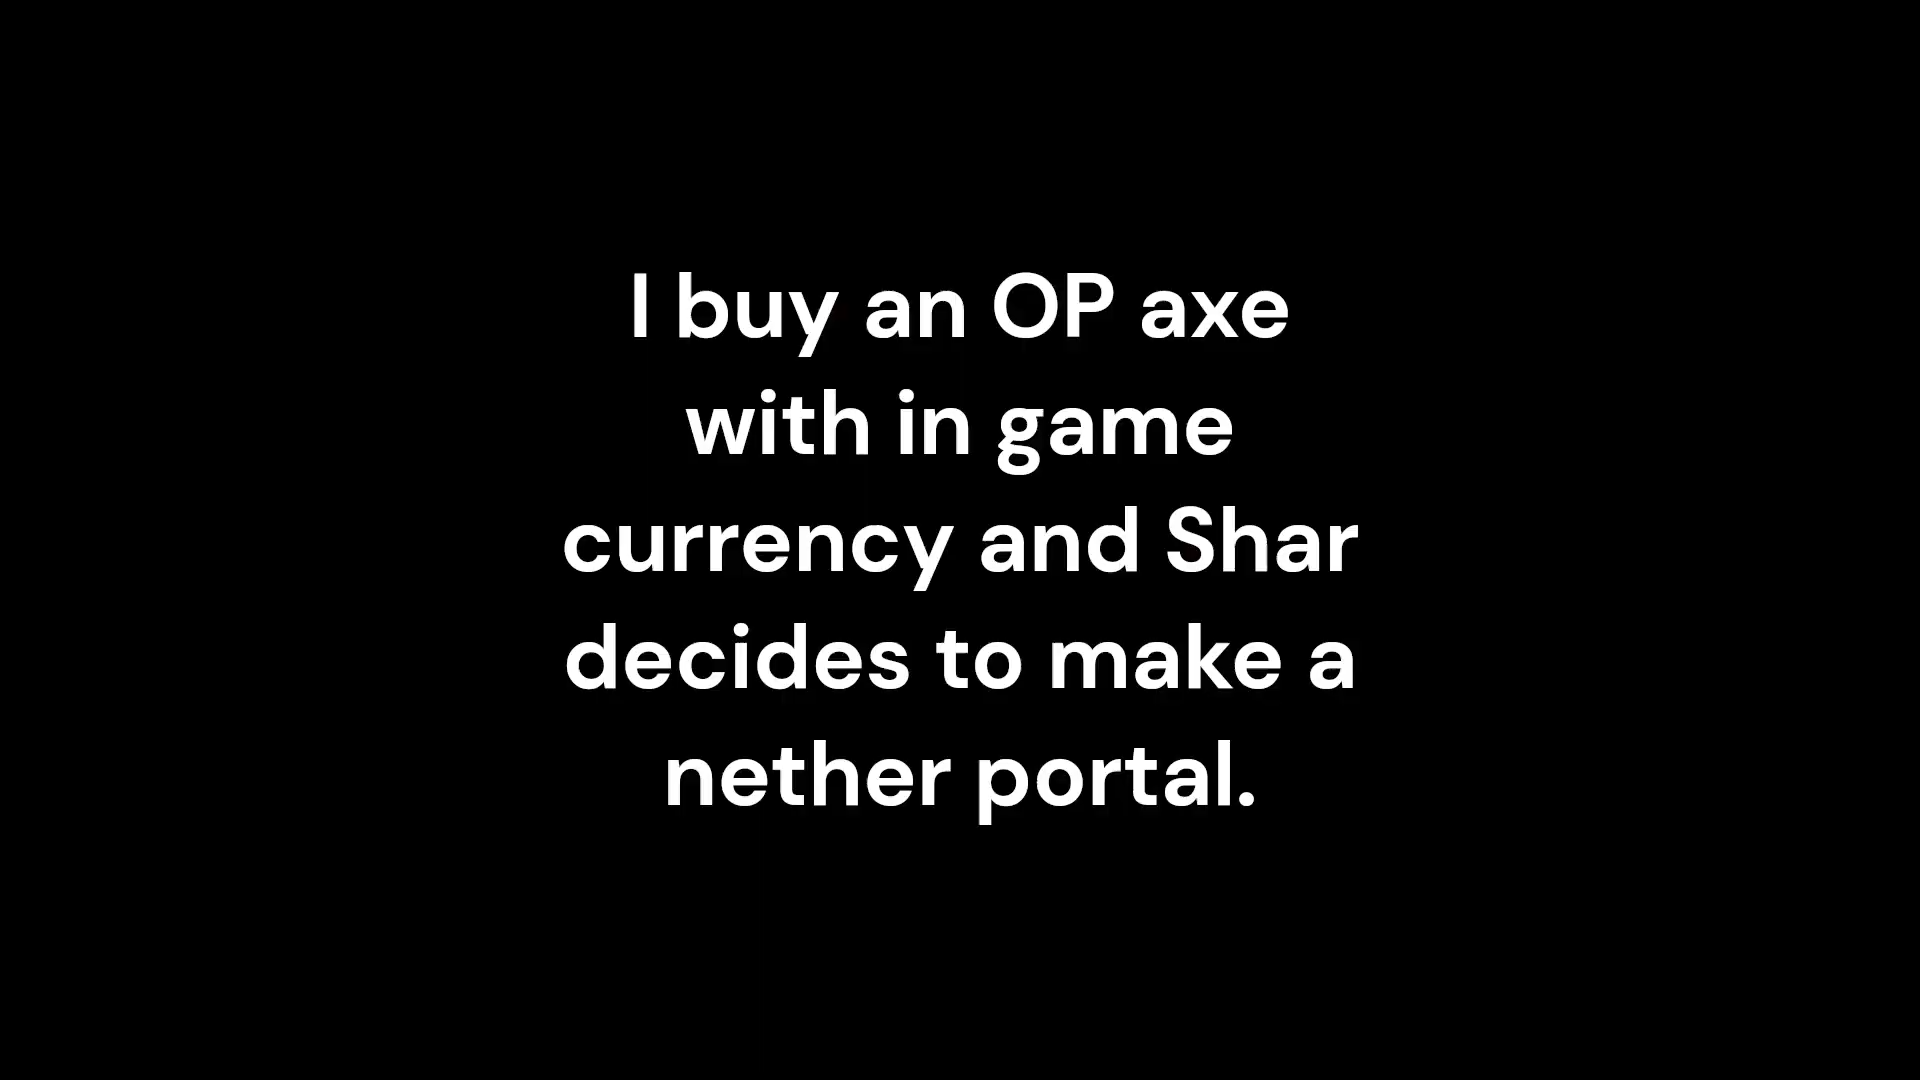 I buy an OP axe
with in game
currency and Shar
decides to make a
nether portal.